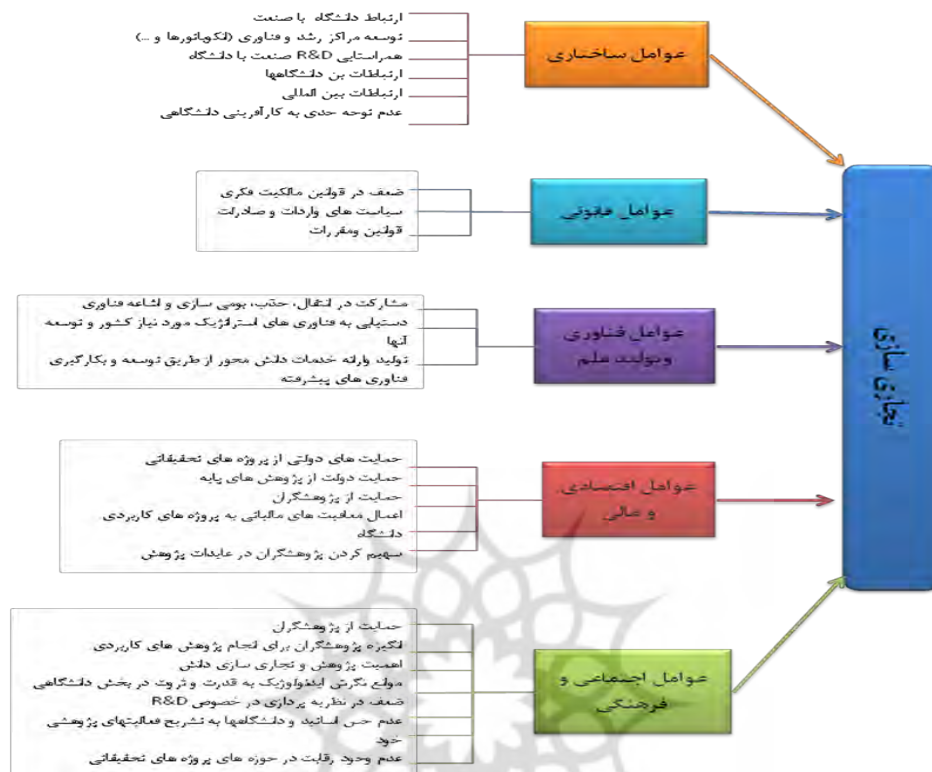 تجاری سازی
عوامل ساختاری
ارتباط دانشگاه با صنعت
توسعه مراکز رشد و فناوری (انکوباتورها و ...)
همراستایی R&D صنعت با دانشگاه
ارتباطات بن دانشگاهها
ارتباطات بین المللی
عدم توجه جدی به کارآفرینی دانشگاهی
عوامل قانونی
ضعف در قوانین مالکیت فکری
سیاست های واردات و صادرات
قوانین ومقررات
عوامل فناوری
وتولید علم
مشارکت در انتقال، جذب، بومی سازی و اشاعه فناوری
دستیابی به فناوری های استراتژیک مورد نیاز کشور و توسعه
آنها
تولید وارائه خدمات دانش محور از طریق توسعه و بکارگیری
فناوری های پیشرفته
عوامل اقتصادی
و مالی
حمایت های دولتی از پروژه های تحقیقاتی
حمایت دولت از پژوهش های پایه
حمایت از پژوهشگران
اعمال معافیت های مالیاتی به پروژه های کاربردی
دانشگاه
سهیم کردن پژوهشگران در عایدات پژوهش
عوامل اجتماعی و
فرهنگی
حمایت از پژوهشگران
انگیزه پژوهشگران برای انجام پژوهش های کاربردی
اهمیت پژوهش و تجاری سازی دانش
موانع نگرش ایدئولوژیک به قدرت و ثروت در بخش دانشگاهی
ضعف در نظریه پردازی در خصوص R&D
عدم حس اساتید و دانشگاهها به تشریح فعالیتهای پژوهشی
خود
عدم وجود رقابت در حوزه های پروژه های تحقیقاتی